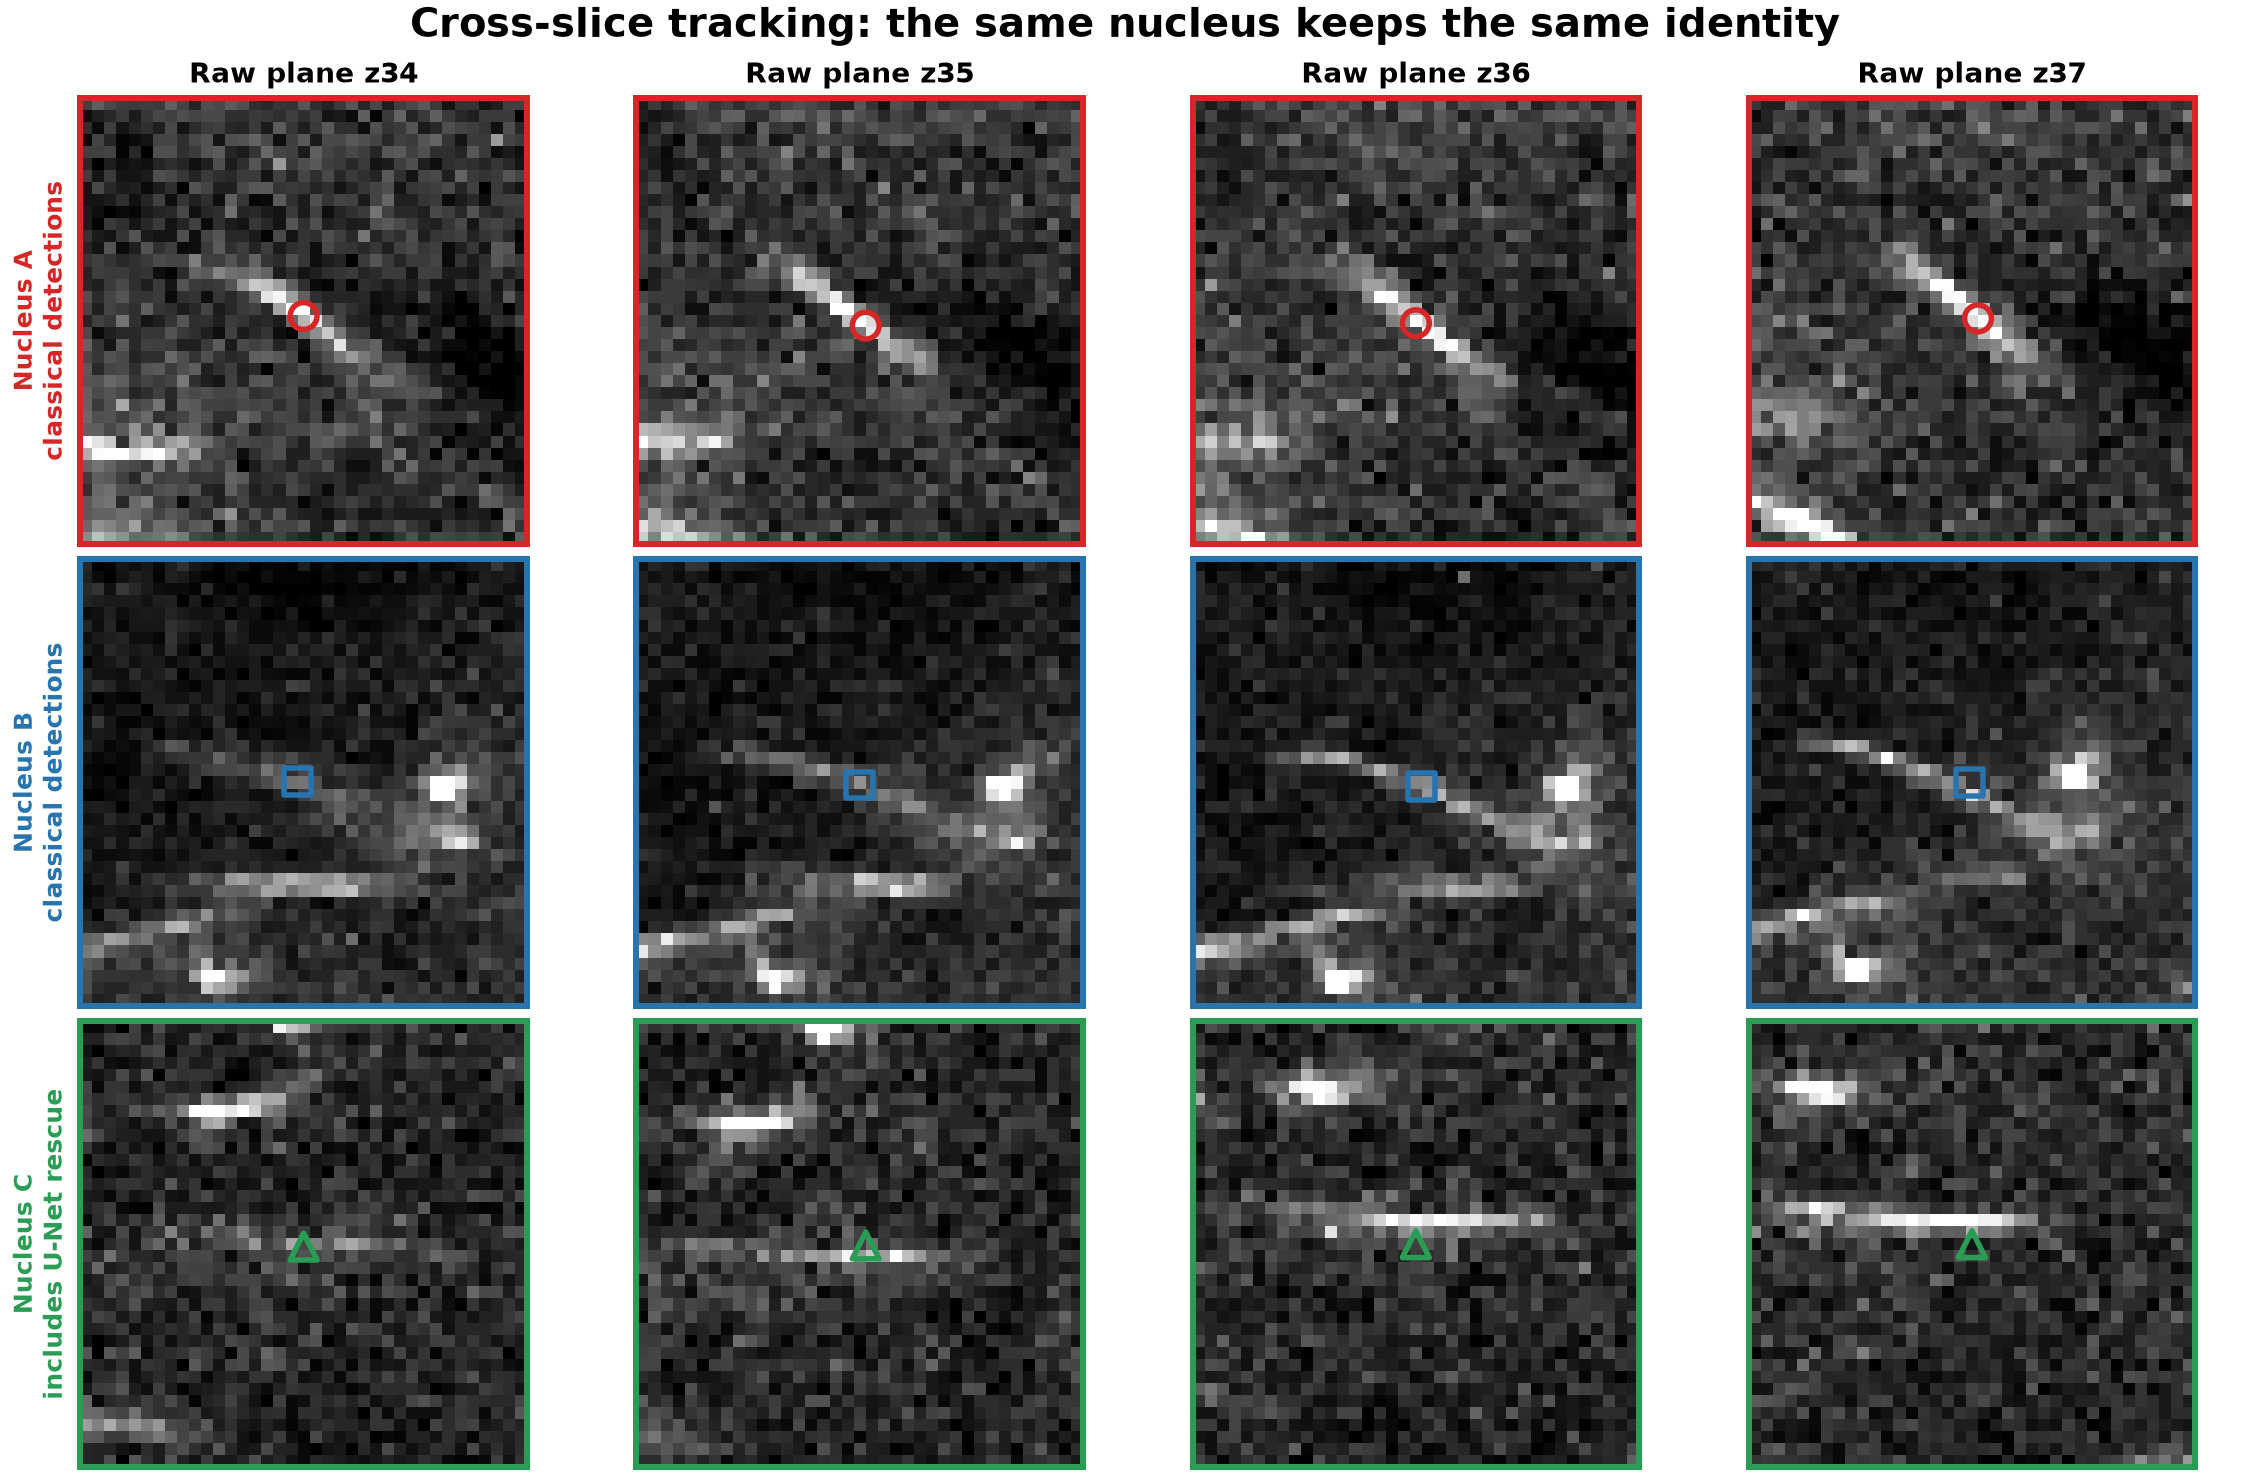 Cross-slice tracking: the same nucleus keeps the same identity
Raw plane z34
Raw plane z35
Raw plane z36
Raw plane z37
Nucleus A
classical detections
Nucleus B
classical detections
Nucleus C
includes U-Net rescue